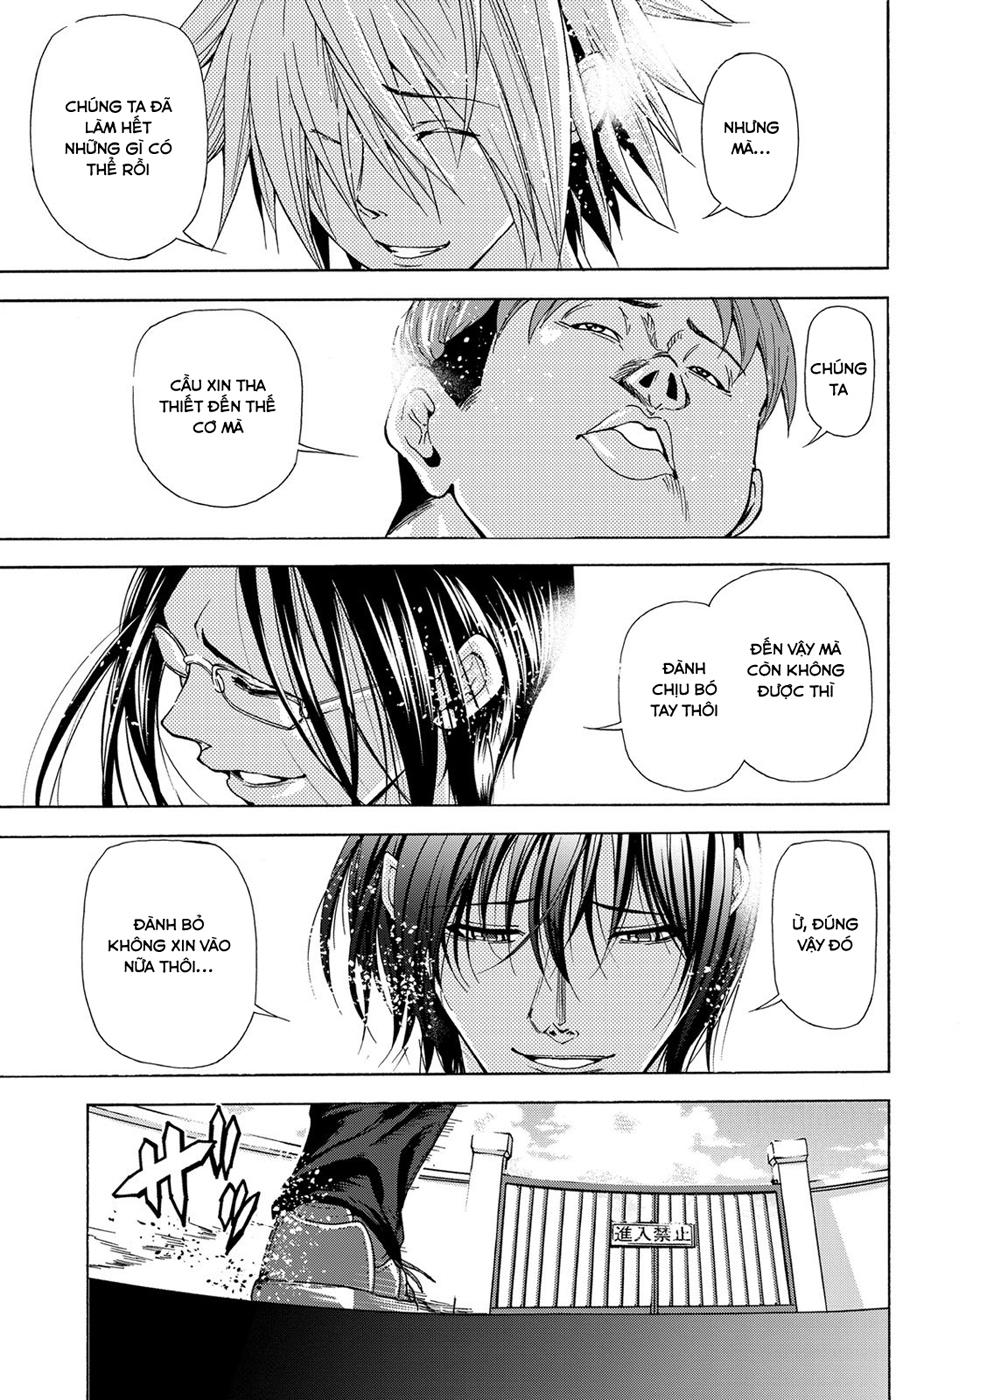 NHƯNG
MÀ...
CHÚNG TA ĐÃ
LÀM HẾT
NHỮNG GÌ CÓ
THỂ RỒI
CHÚNG
TA
CẦU XIN THA
THIẾT ĐẾN THẾ
CƠ MÀ
ĐẾN VẬY MÀ
CÒN KHÔNG
ĐƯỢC THÌ
ĐÀNH
CHỊU BÓ
TAY THÔI
Ừ, ĐÚNG
VẬY ĐÓ
ĐÀNH BỎ
KHÔNG XIN VÀO
NỮA THÔI...
ザッ
進入禁止